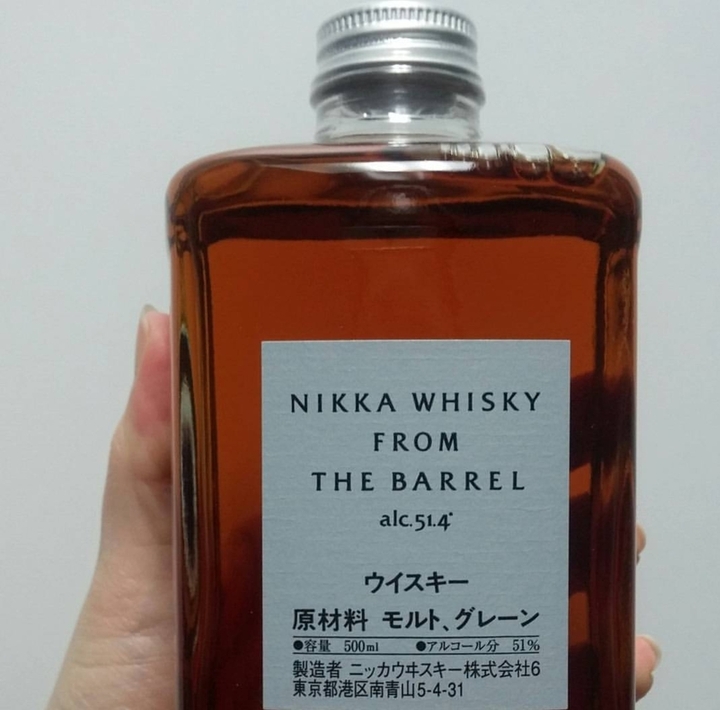 NIKKA WHISKY
FROM
THE BARREL
alc.51.4°
ウイスキー
原材料 モルト、グレーン
●容量 500ml ●アルコール分 51%
製造者 ニッカウヰスキー株式会社6
東京都港区南青山5-4-31